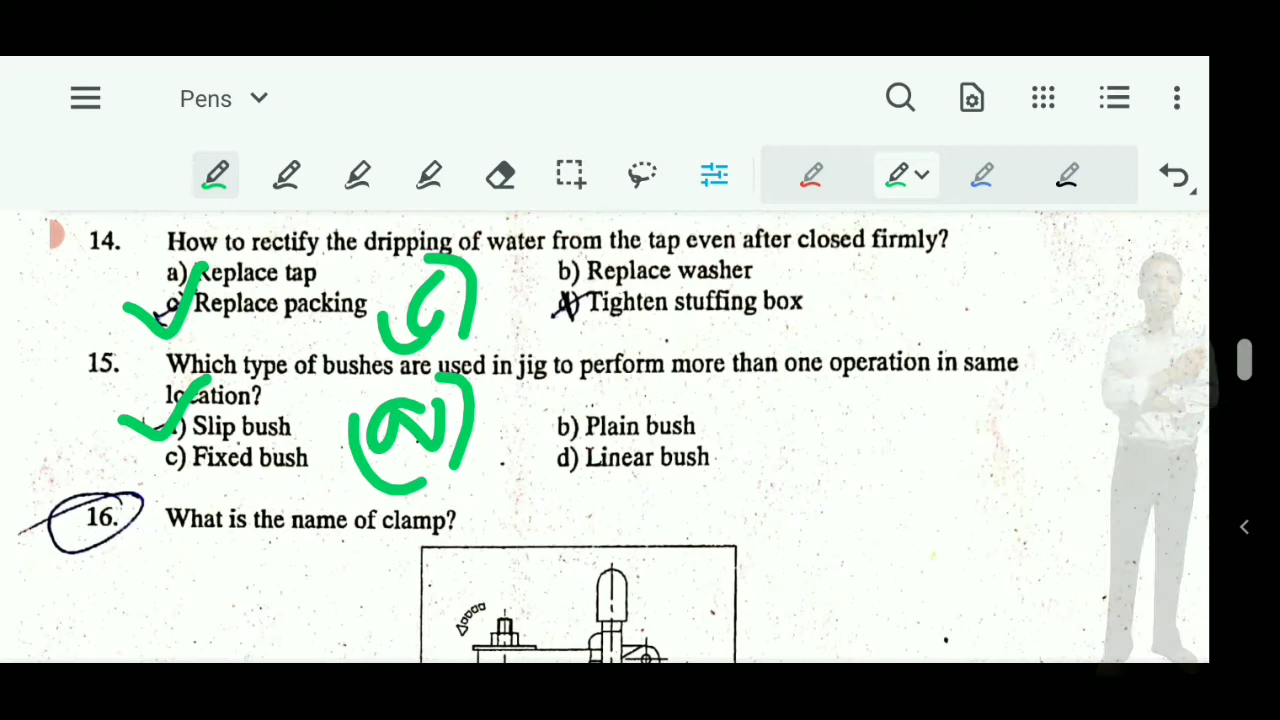 Pens
14. How to rectify the dripping of water from the tap even after closed firmly?
a) Replace tap b) Replace washer
c) Replace packing (c) d) Tighten stuffing box
15. Which type of bushes are used in jig to perform more than one operation in same
location?
a) Slip bush (a) b) Plain bush
c) Fixed bush d) Linear bush
16. What is the name of clamp?